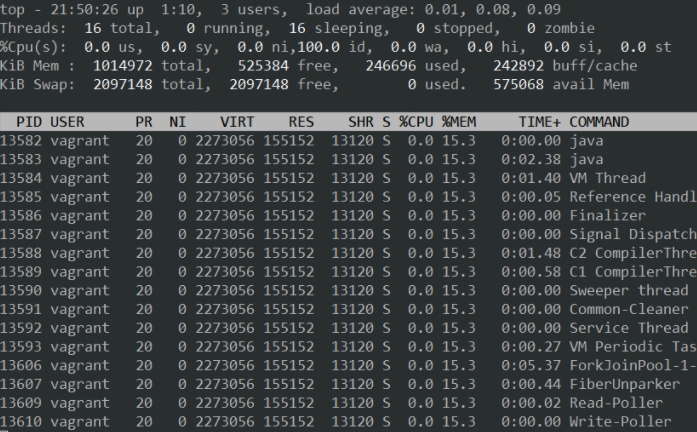 top - 21:50:26 up  1:10,  3 users,  load average: 0.01, 0.08, 0.09
Threads:  16 total,   0 running,  16 sleeping,   0 stopped,   0 zombie
%Cpu(s):  0.0 us,  0.0 sy,  0.0 ni,100.0 id,  0.0 wa,  0.0 hi,  0.0 si,  0.0 st
KiB Mem :  1014972 total,   525384 free,   246696 used,   242892 buff/cache
KiB Swap:  2097148 total,  2097148 free,        0 used.   575068 avail Mem
PID USER      PR  NI    VIRT    RES    SHR S %CPU %MEM     TIME+ COMMAND
13582 vagrant   20   0 2273056 155152  13120 S  0.0 15.3   0:00.00 java
13583 vagrant   20   0 2273056 155152  13120 S  0.0 15.3   0:02.38 java
13584 vagrant   20   0 2273056 155152  13120 S  0.0 15.3   0:01.40 VM Thread
13585 vagrant   20   0 2273056 155152  13120 S  0.0 15.3   0:00.05 Reference Handl
13586 vagrant   20   0 2273056 155152  13120 S  0.0 15.3   0:00.00 Finalizer
13587 vagrant   20   0 2273056 155152  13120 S  0.0 15.3   0:00.00 Signal Dispatch
13588 vagrant   20   0 2273056 155152  13120 S  0.0 15.3   0:01.48 C2 CompilerThre
13589 vagrant   20   0 2273056 155152  13120 S  0.0 15.3   0:00.58 C1 CompilerThre
13590 vagrant   20   0 2273056 155152  13120 S  0.0 15.3   0:00.00 Sweeper thread
13591 vagrant   20   0 2273056 155152  13120 S  0.0 15.3   0:00.00 Common-Cleaner
13592 vagrant   20   0 2273056 155152  13120 S  0.0 15.3   0:00.00 Service Thread
13593 vagrant   20   0 2273056 155152  13120 S  0.0 15.3   0:00.27 VM Periodic Tas
13606 vagrant   20   0 2273056 155152  13120 S  0.0 15.3   0:05.37 ForkJoinPool-1-
13607 vagrant   20   0 2273056 155152  13120 S  0.0 15.3   0:00.44 FiberUnparker
13609 vagrant   20   0 2273056 155152  13120 S  0.0 15.3   0:00.02 Read-Poller
13610 vagrant   20   0 2273056 155152  13120 S  0.0 15.3   0:00.00 Write-Poller